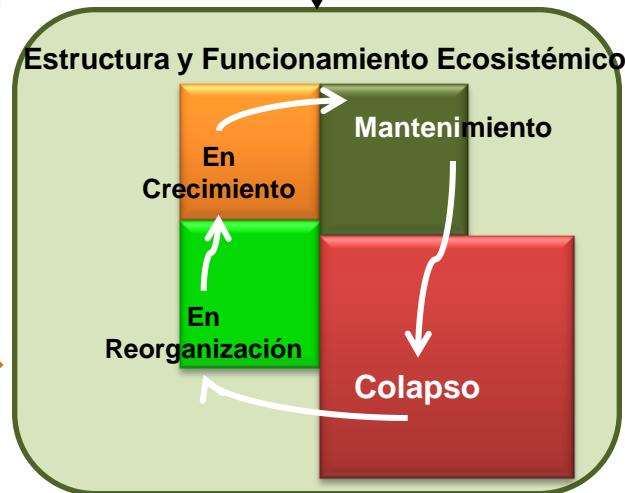 Estructura y Funcionamiento Ecosistémico
Mantenimiento
En
Crecimiento
En
Reorganización
Colapso